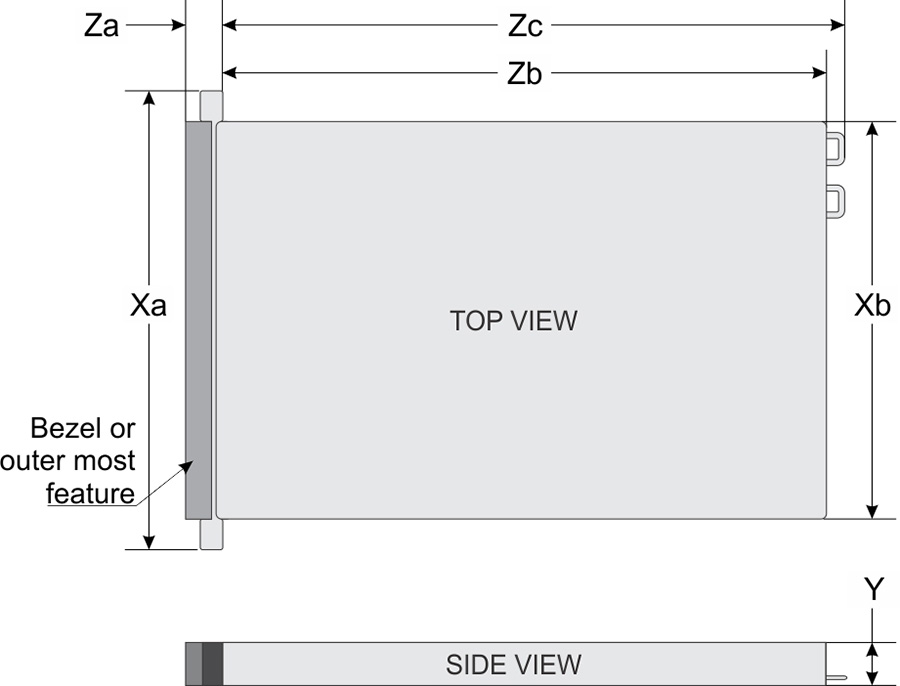 Za
Zc
Zb
Xa
Xb
TOP VIEW
Bezel or
outer most
feature
Y
SIDE VIEW